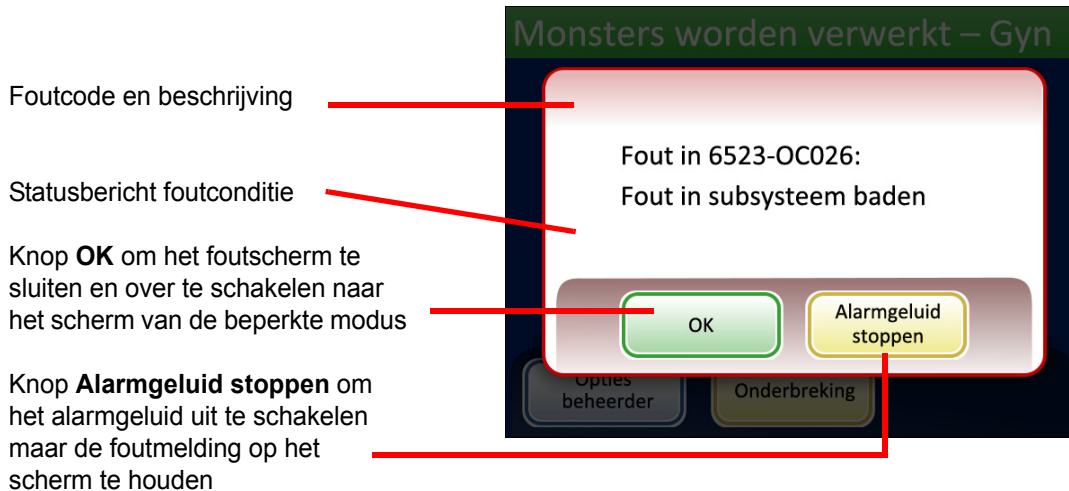 Monsters worden verwerkt – Gyn
Foutcode en beschrijving
Fout in 6523-OC026:
Fout in subsysteem baden
Statusbericht foutconditie
Knop OK om het foutscherm te
sluiten en over te schakelen naar
het scherm van de beperkte modus
OK
Alarmgeluid
stoppen
Knop Alarmgeluid stoppen om
het alarmgeluid uit te schakelen
maar de foutmelding op het
scherm te houden
Opties
beheerder
Onderbreking